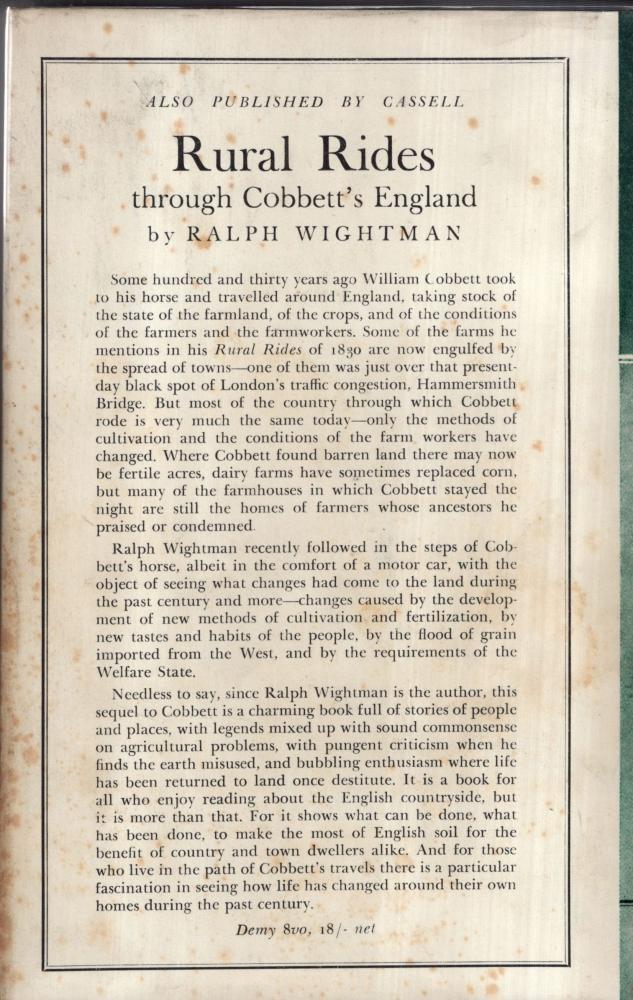 ALSO PUBLISHED BY CASSELL
Rural Rides
through Cobbett's England
by RALPH WIGHTMAN
Some hundred and thirty years ago William Cobbett took
to his horse and travelled around England, taking stock of
the state of the farmland, of the crops, and of the conditions
of the farmers and the farmworkers. Some of the farms he
mentions in his Rural Rides of 1830 are now engulfed by
the spread of towns—one of them was just over that present-
day black spot of London's traffic congestion, Hammersmith
Bridge. But most of the country through which Cobbett
rode is very much the same today—only the methods of
cultivation and the conditions of the farm workers have
changed. Where Cobbett found barren land there may now
be fertile acres, dairy farms have sometimes replaced corn,
but many of the farmhouses in which Cobbett stayed the
night are still the homes of farmers whose ancestors he
praised or condemned.
Ralph Wightman recently followed in the steps of Cob-
bett's horse, albeit in the comfort of a motor car, with the
object of seeing what changes had come to the land during
the past century and more—changes caused by the develop-
ment of new methods of cultivation and fertilization, by
new tastes and habits of the people, by the flood of grain
imported from the West, and by the requirements of the
Welfare State.
Needless to say, since Ralph Wightman is the author, this
sequel to Cobbett is a charming book full of stories of people
and places, with legends mixed up with sound commonsense
on agricultural problems, with pungent criticism when he
finds the earth misused, and bubbling enthusiasm where life
has been returned to land once destitute. It is a book for
all who enjoy reading about the English countryside, but
it is more than that. For it shows what can be done, what
has been done, to make the most of English soil for the
benefit of country and town dwellers alike. And for those
who live in the path of Cobbett's travels there is a particular
fascination in seeing how life has changed around their own
homes during the past century.
Demy 8vo, 18/- net